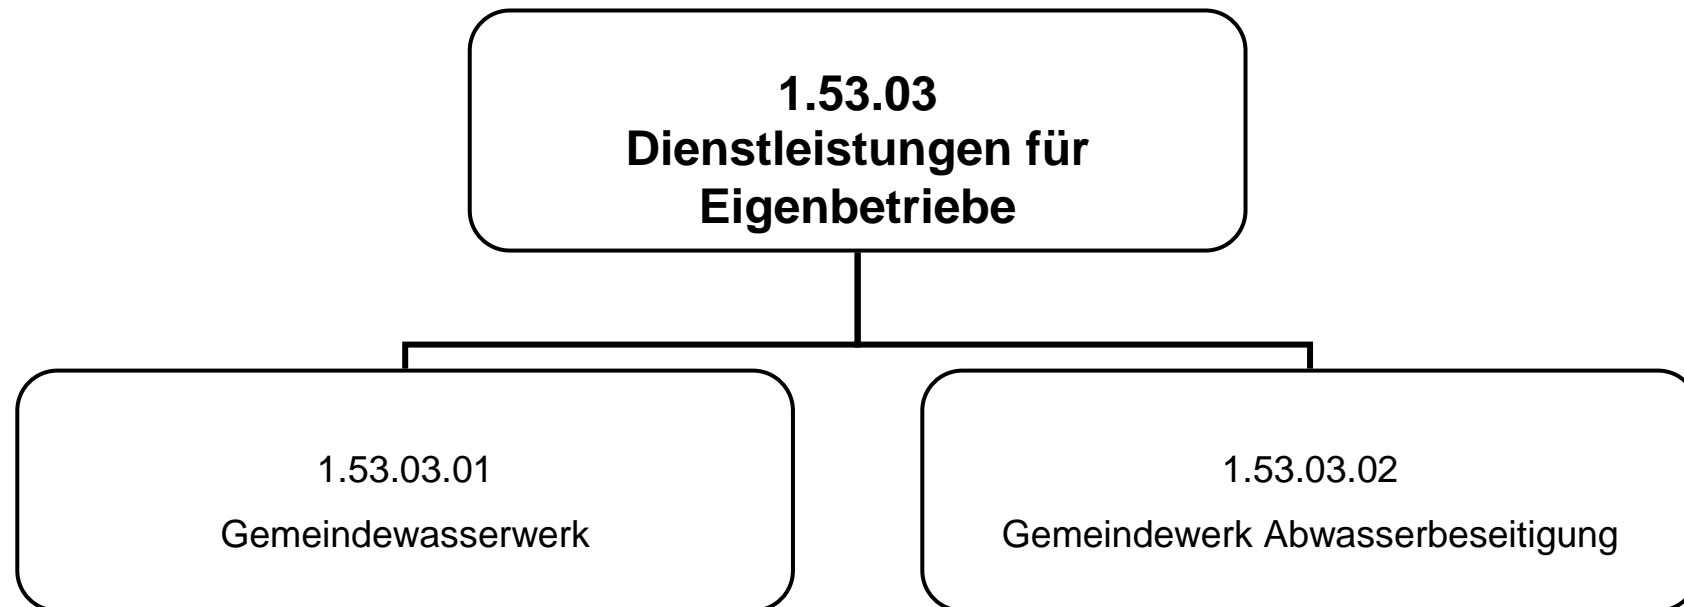 1.53.03
Dienstleistungen für
Eigenbetriebe
1.53.03.01
Gemeindewasserwerk
1.53.03.02
Gemeindewerk Abwasserbeseitigung